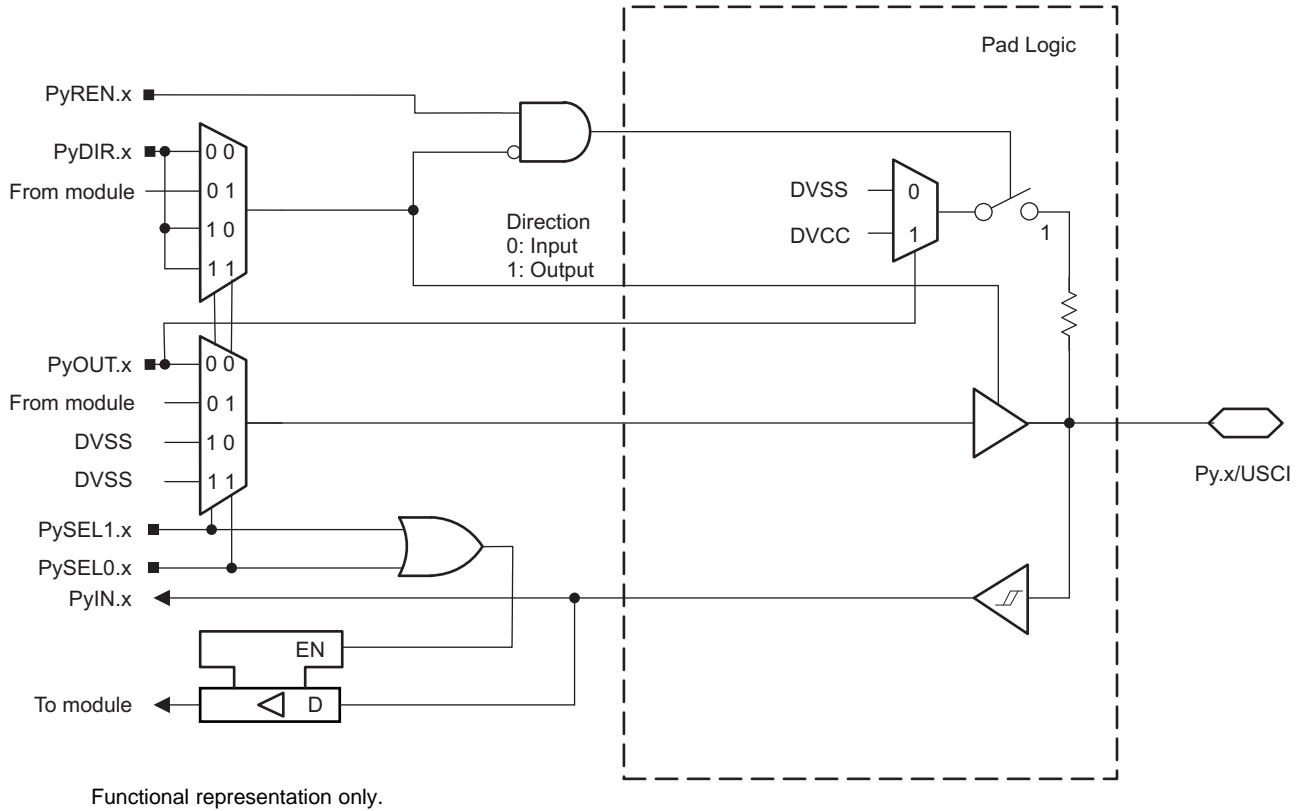 Pad Logic
PyREN.x
PyDIR.x
0 0
From module
0 1
1 0
1 1
Direction
0: Input
1: Output
DVSS
0
DVCC
1
1
PyOUT.x
0 0
From module
0 1
DVSS
1 0
DVSS
1 1
Py.x/USCI
PySEL1.x
PySEL0.x
PyIN.x
EN
To module
D
Functional representation only.